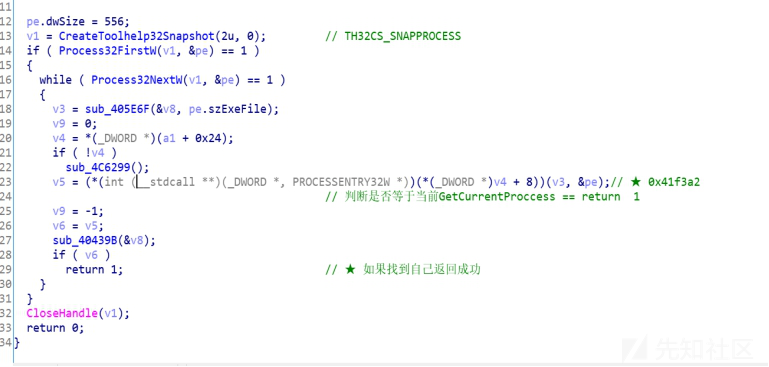 11
12 pe.dwSize = 556;
13 v1 = CreateToolhelp32Snapshot(2u, 0); // TH32CS_SNAPPROCESS
14 if ( Process32FirstW(v1, &pe) == 1 )
15 {
16 while ( Process32NextW(v1, &pe) == 1 )
17 {
18 v3 = sub_405E6F(&v8, pe.szExeFile);
19 v9 = 0;
20 v4 = *(_DWORD *)(a1 + 0x24);
21 if ( !v4 )
22 sub_4C6299();
23 v5 = (*(int (__stdcall **)(_DWORD *, PROCESSENTRY32W *))(*(_DWORD *)v4 + 8))(v3, &pe);// ★ 0x41f3a2
24 // 判断是否等于当前GetCurrentProccess == return 1
25 v9 = -1;
26 v6 = v5;
27 sub_40439B(&v8);
28 if ( v6 )
29 return 1; // ★ 如果找到自己返回成功
30 }
31 }
32 CloseHandle(v1);
33 return 0;
34 }
先知社区